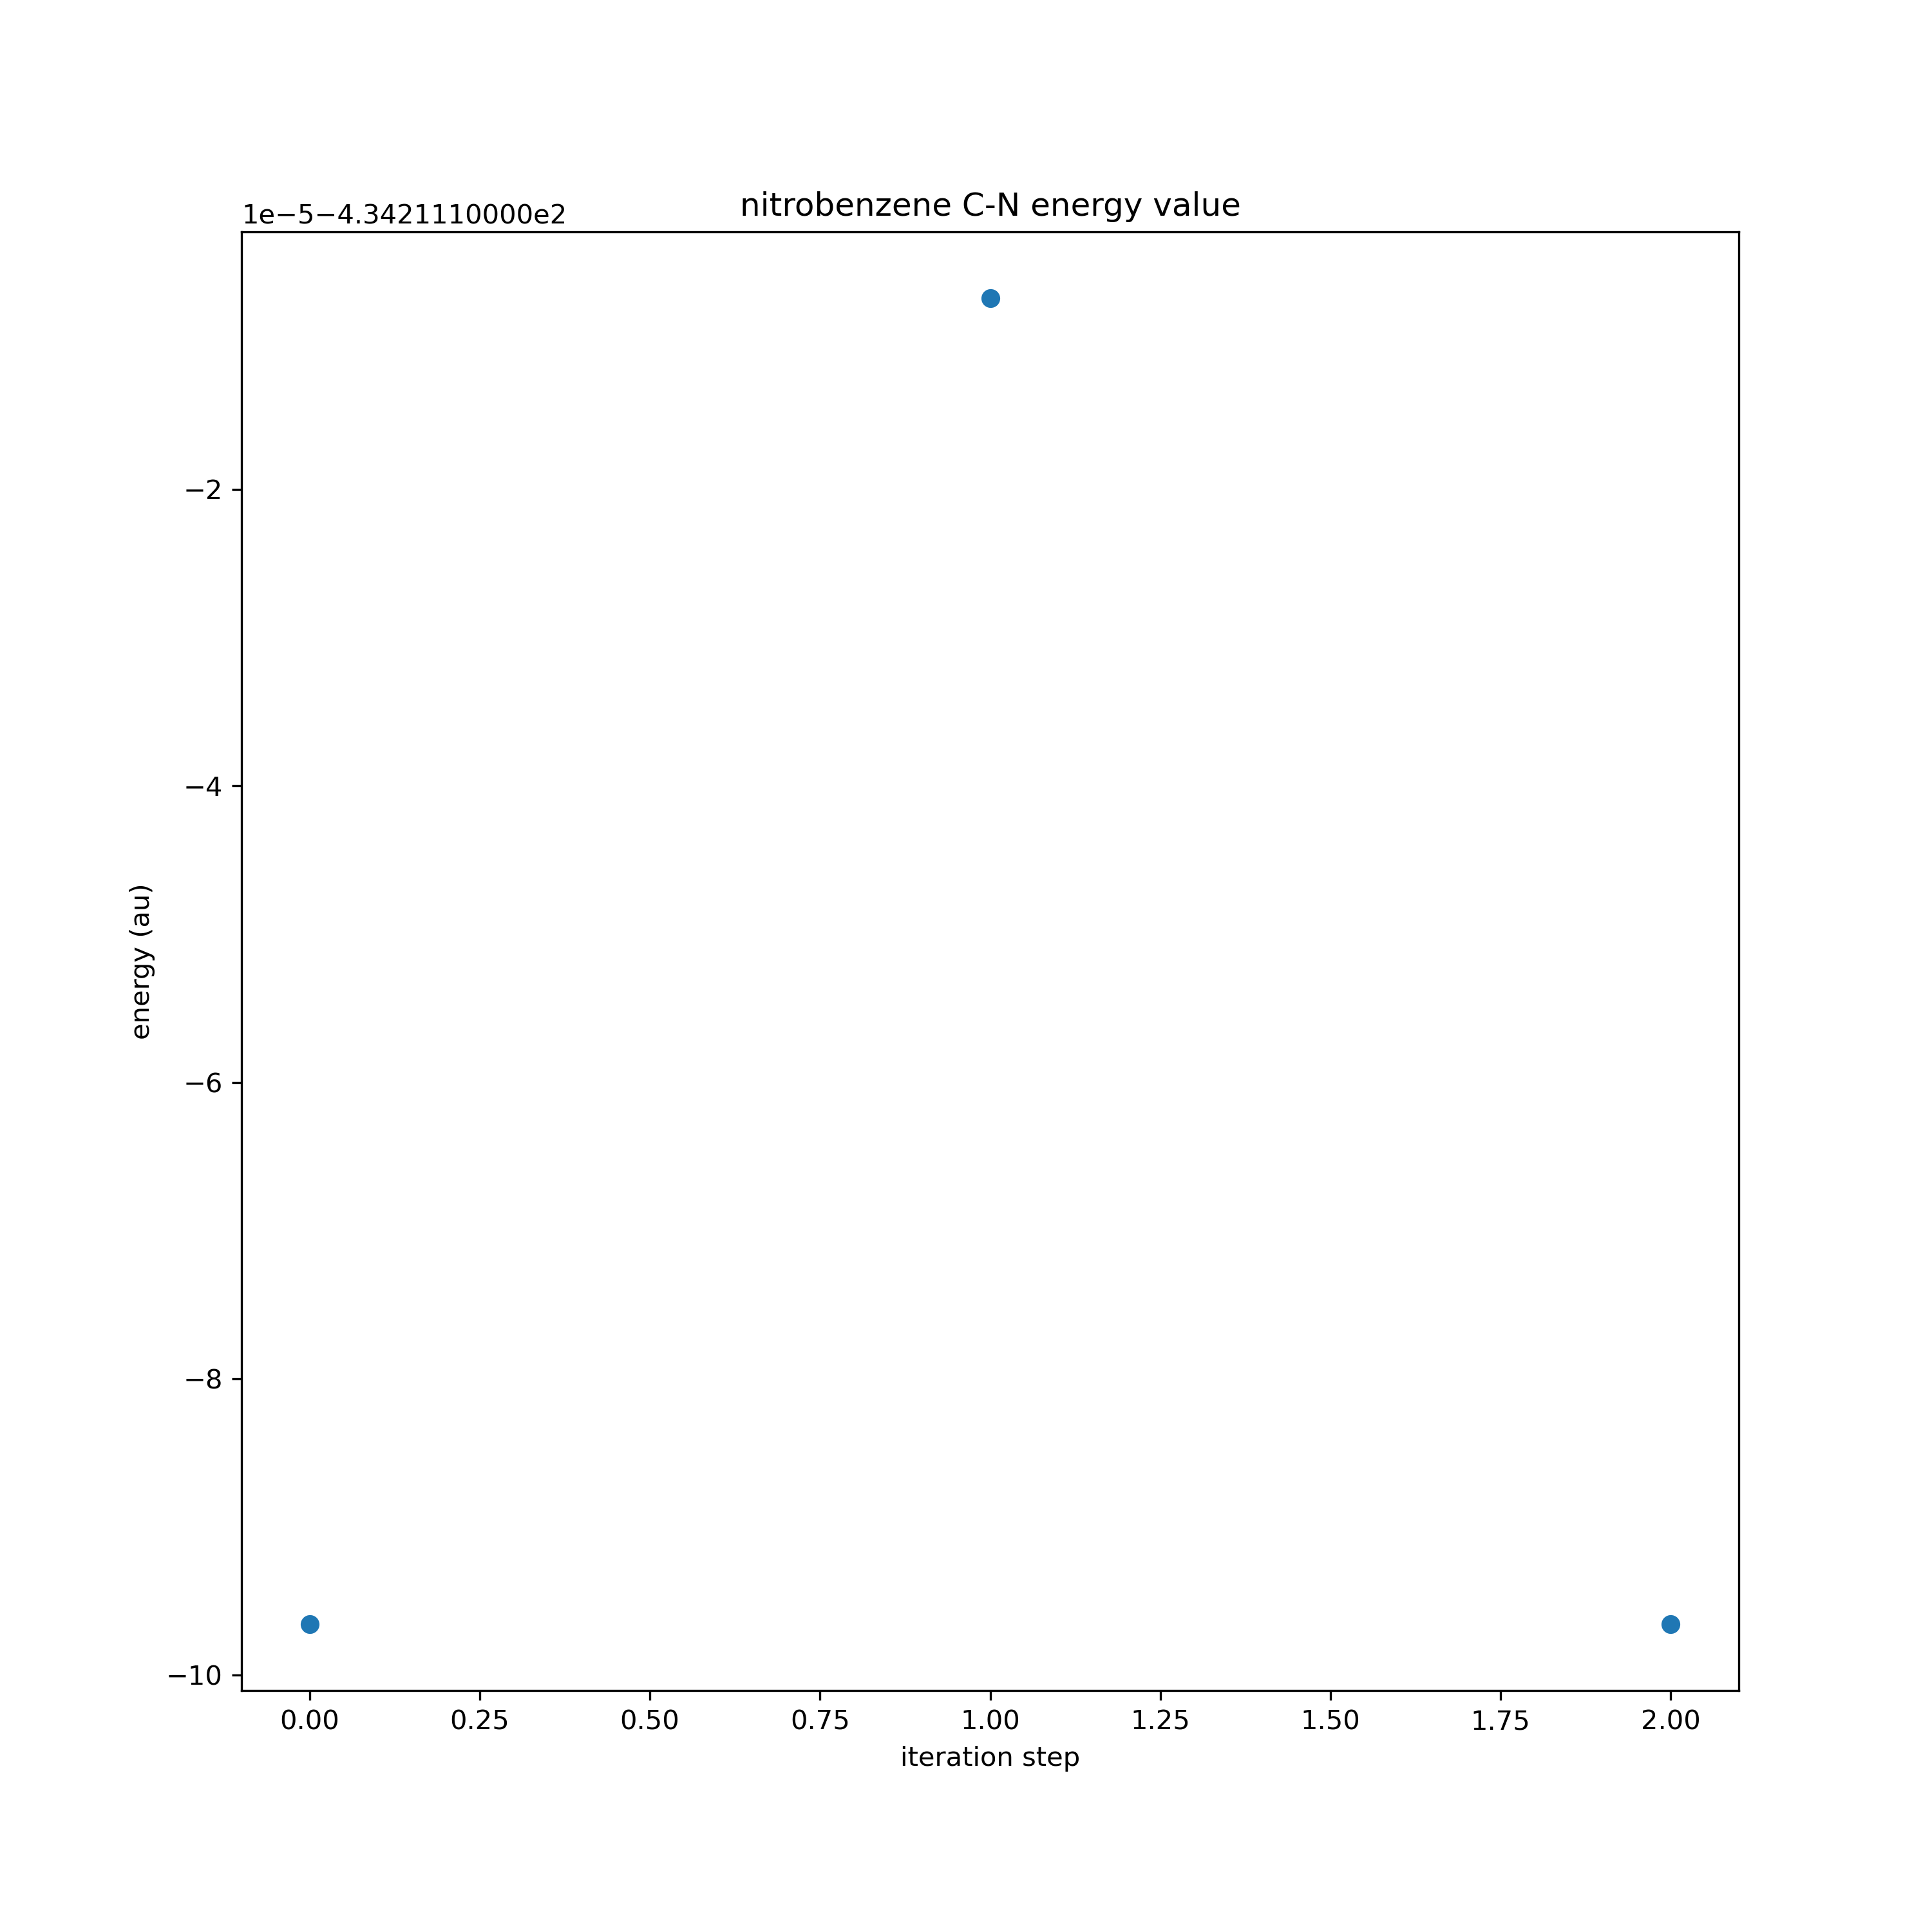 nitrobenzene C-N energy value
1e−5−4.3421110000e2
−2
−4
−6
−8
−10
energy (au)
0.00 0.25 0.50 0.75 1.00 1.25 1.50 1.75 2.00
iteration step